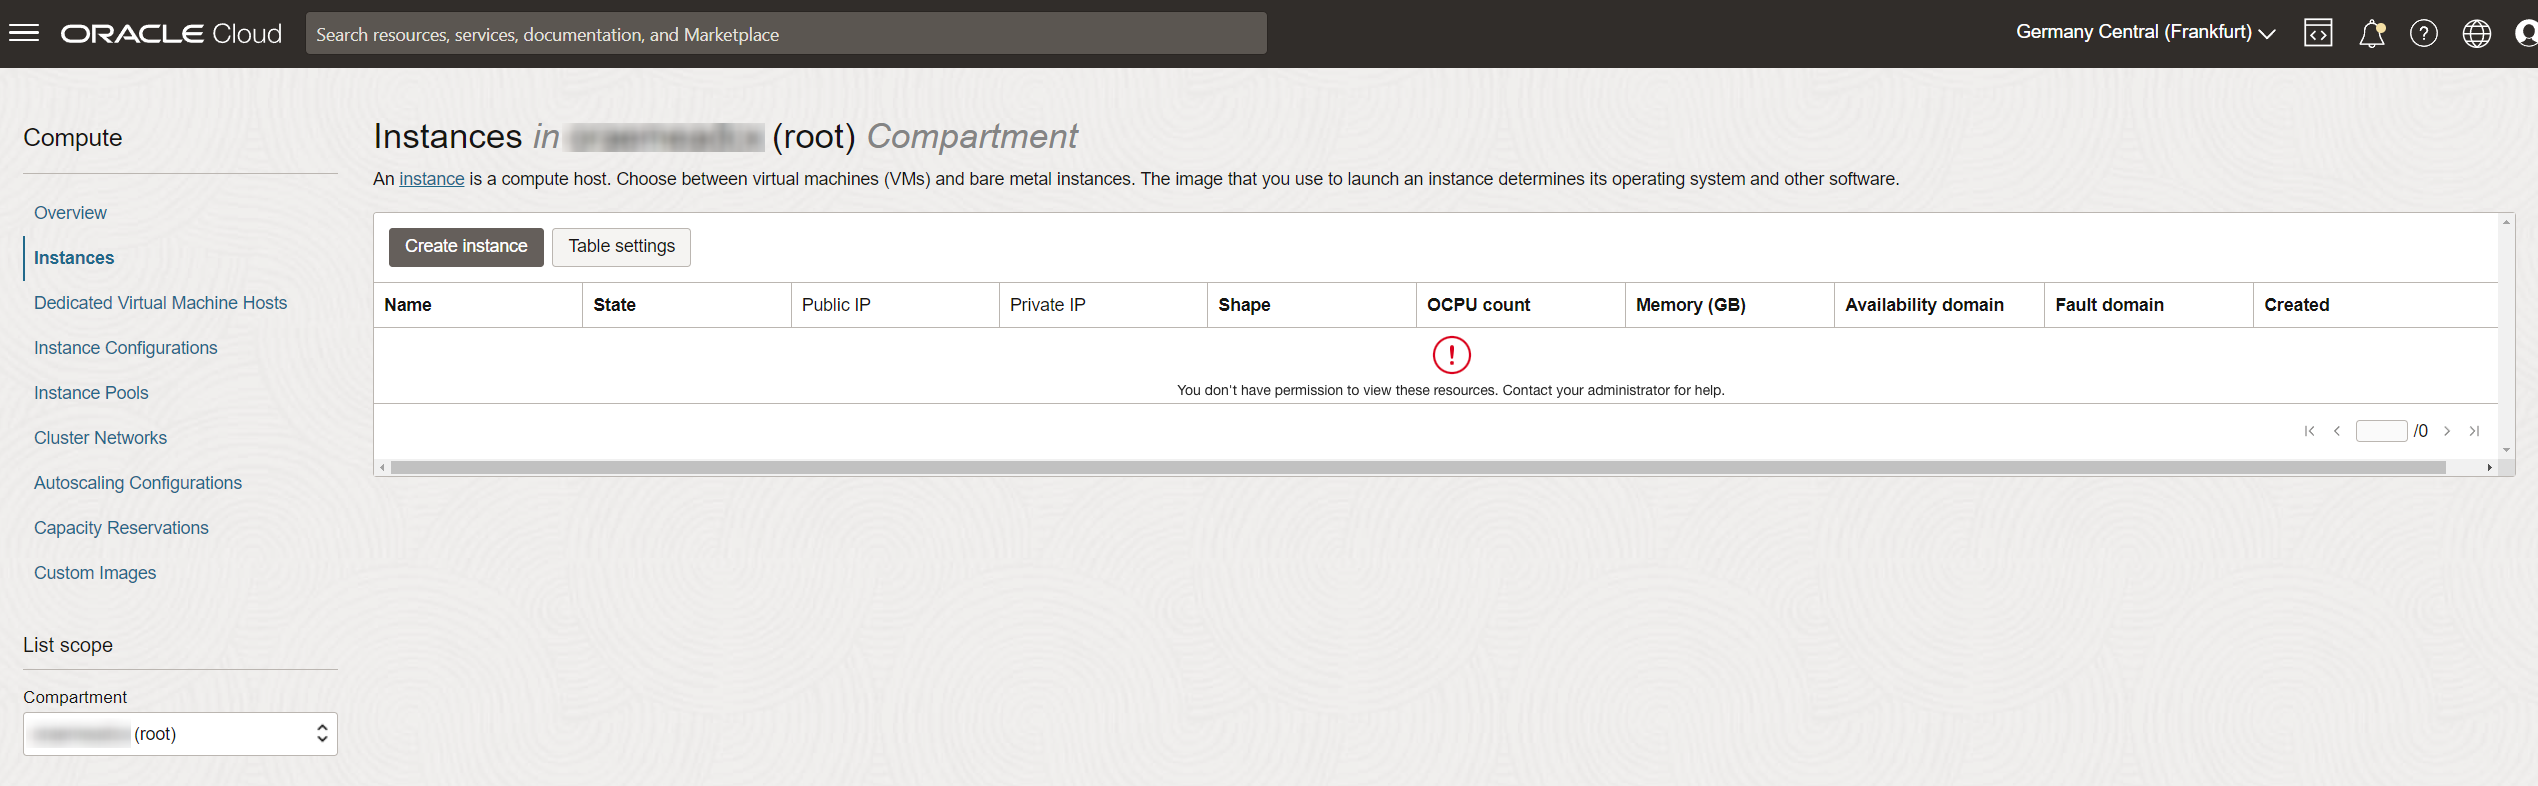 ORACLE Cloud
Search resources, services, documentation, and Marketplace
Germany Central (Frankfurt)
Compute
Overview
Instances
Dedicated Virtual Machine Hosts
Instance Configurations
Instance Pools
Cluster Networks
Autoscaling Configurations
Capacity Reservations
Custom Images
List scope
Compartment
(root)
Instances in (root) Compartment
An instance is a compute host. Choose between virtual machines (VMs) and bare metal instances. The image that you use to launch an instance determines its operating system and other software.
Create instance Table settings
Name State Public IP Private IP Shape OCPU count Memory (GB) Availability domain Fault domain Created
You don't have permission to view these resources. Contact your administrator for help.
/0